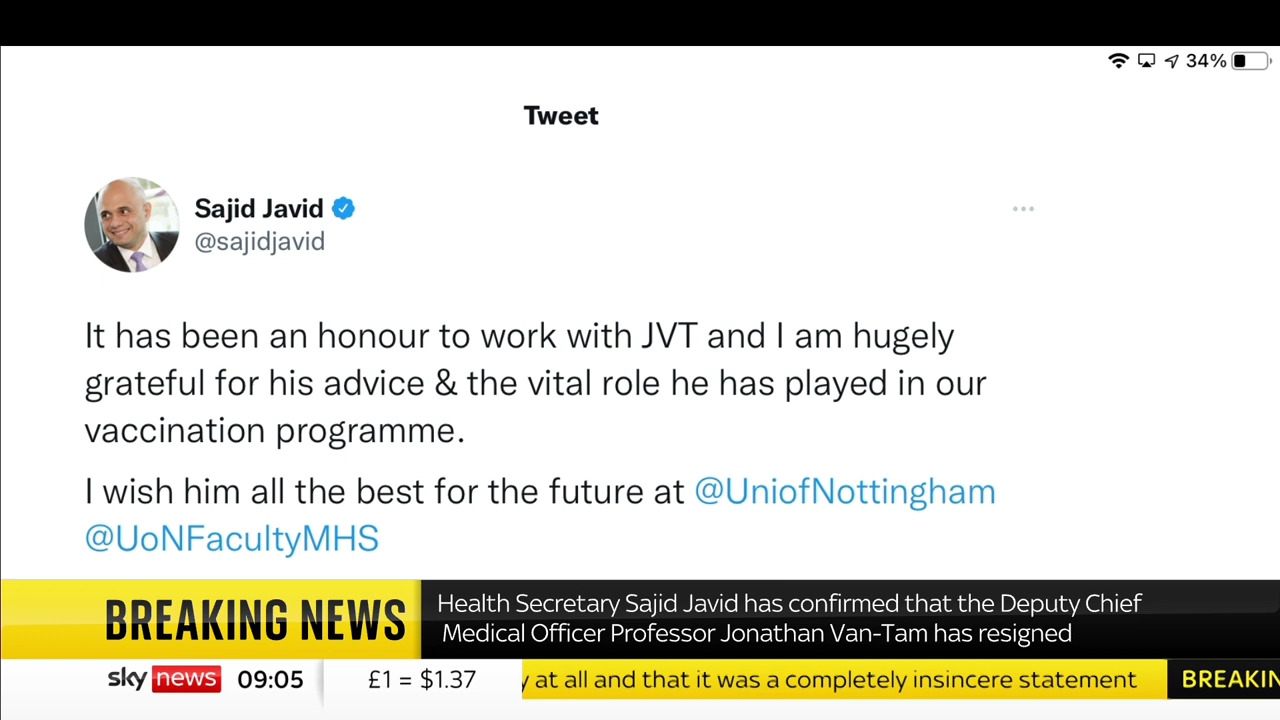 34%
Tweet
Sajid Javid
@sajidjavid
It has been an honour to work with JVT and I am hugely
grateful for his advice & the vital role he has played in our
vaccination programme.
I wish him all the best for the future at @UniofNottingham
@UoNFacultyMHS
BREAKING NEWS
Health Secretary Sajid Javid has confirmed that the Deputy Chief
Medical Officer Professor Jonathan Van-Tam has resigned
sky news 09:05 £1 = $1.37 y at all and that it was a completely insincere statement BREAKIN